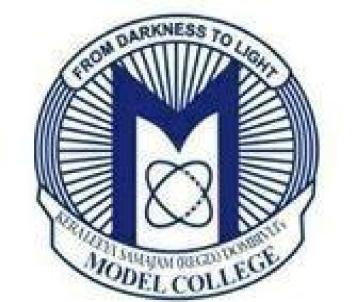 FROM DARKNESS TO LIGHT
M
KERALEEYA SAMAJAM (REGD.) DOMBIVLI'S
MODEL COLLEGE